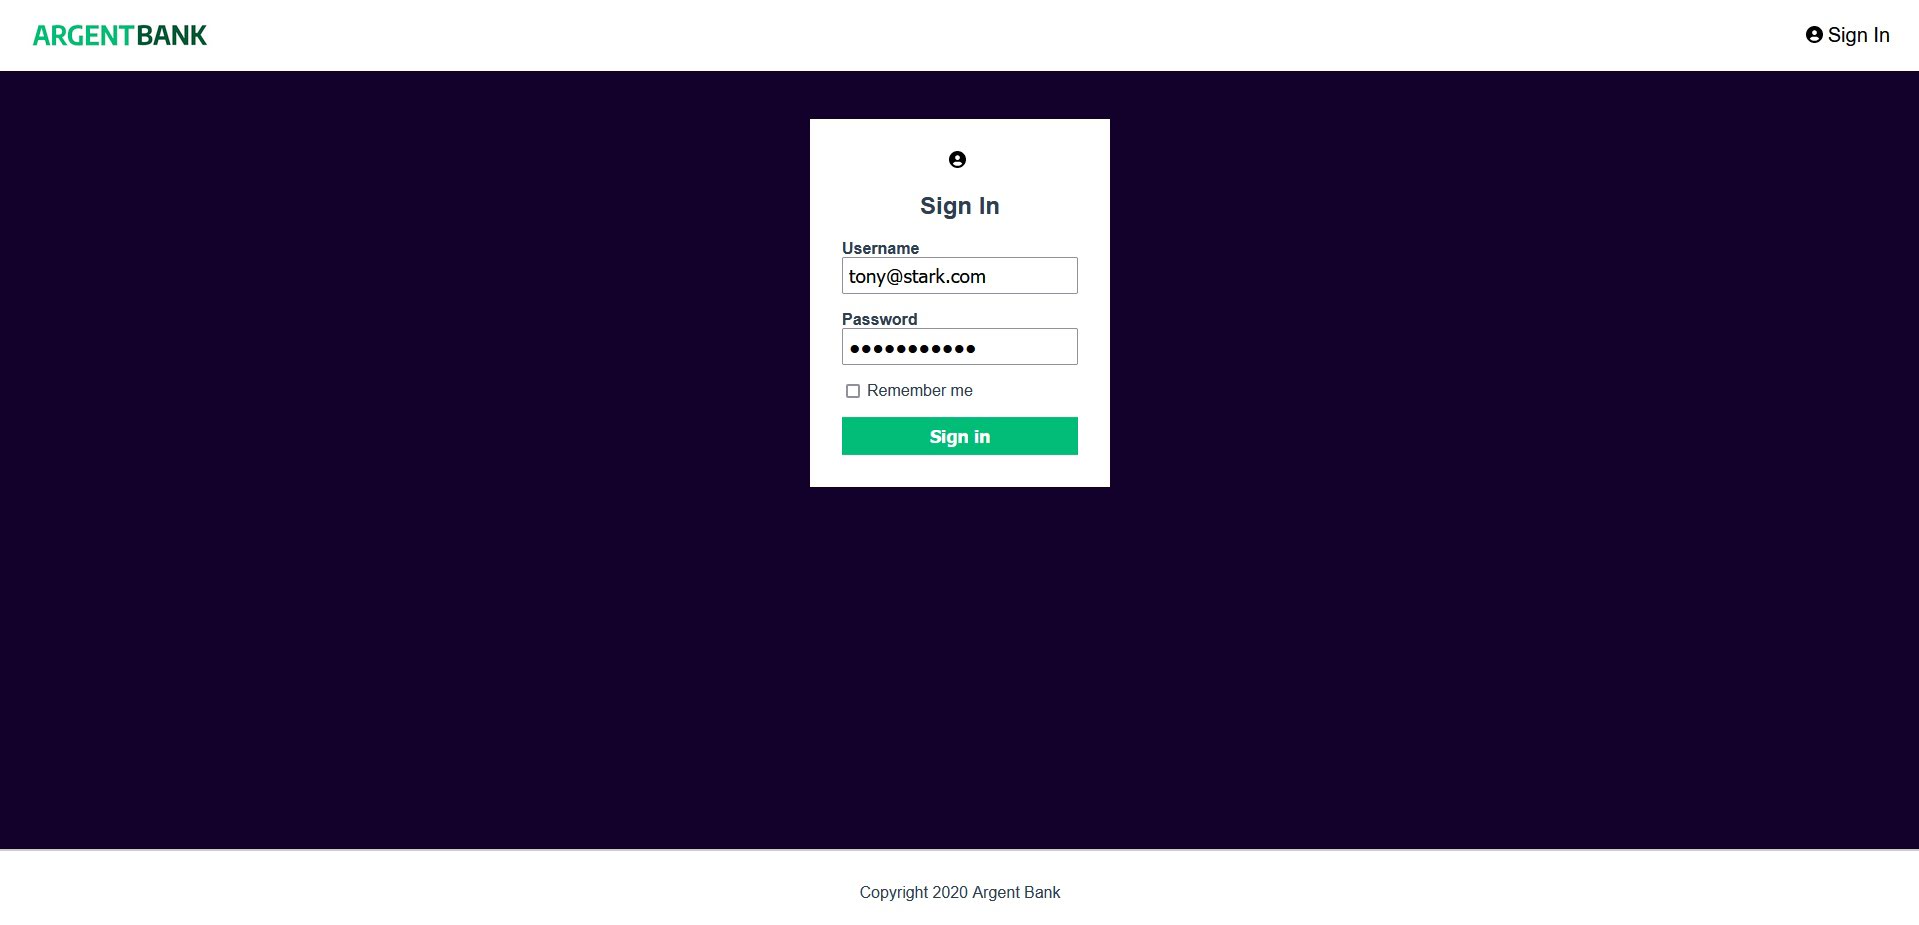 ARGENTBANK
Sign In
Sign In
Username
tony@stark.com
Password
●●●●●●●●●●●
Remember me
Sign in
Copyright 2020 Argent Bank